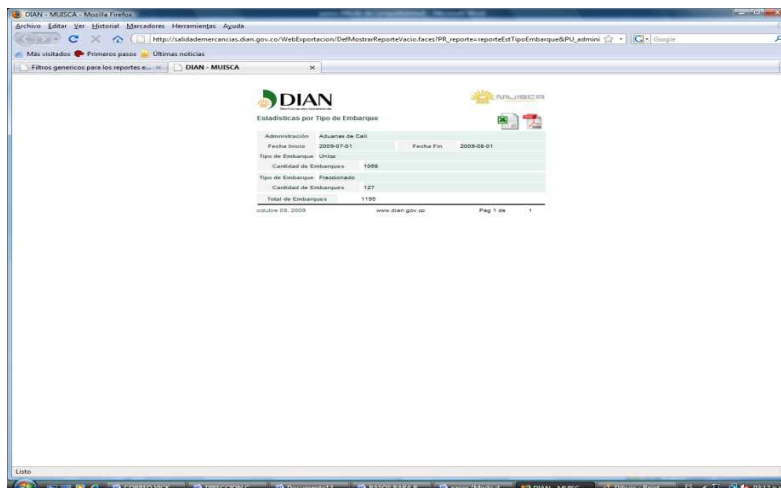 DIAN - MUISCA - Mozilla Firefox
Archivo Editar Ver Historial Marcadores Herramientas Ayuda
http://salidademercancias.dian.gov.co/WebExportacion/DefMostrarReporteVacio.faces?PR_reporte=reporteEstTipoEmbarque&PU_admini Google
Más visitados Primeros pasos Últimas noticias
Filtros genericos para los reportes e... DIAN - MUISCA
DIAN MUISCA
Estadísticas por Tipo de Embarque
Administración Aduanas de Cali
Fecha Inicio 2009-07-01 Fecha Fin 2009-08-01
Tipo de Embarque Unico
Cantidad de Embarques
Tipo de Embarque Fraccionado
Cantidad de Embarques 127
Total de Embarques 1195
octubre 09, 2009 www.dian.gov.co Pag 1 de 1
Listo